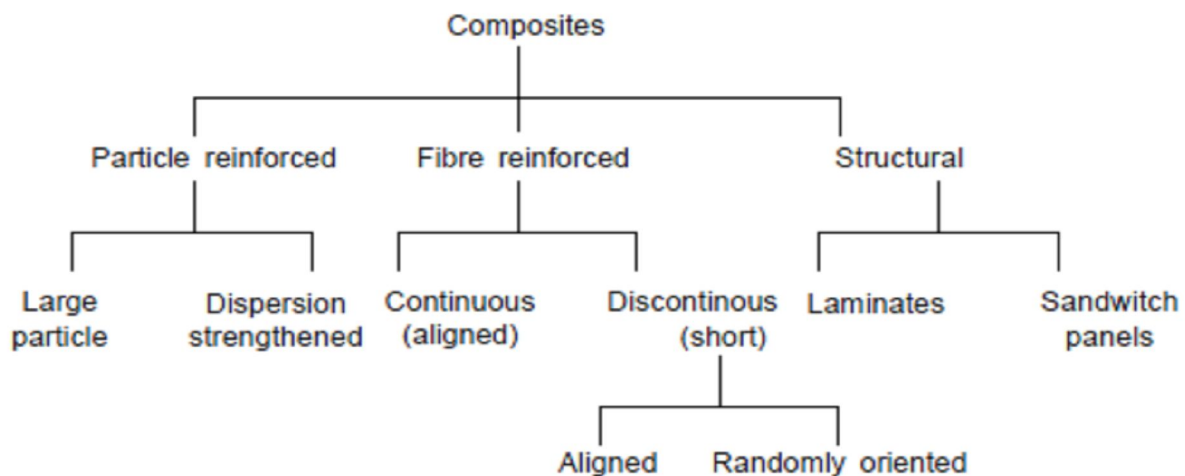 Composites
Particle reinforced
Fibre reinforced
Structural
Large
particle
Dispersion
strengthened
Continuous
(aligned)
Discontinous
(short)
Laminates
Sandwitch
panels
Aligned
Randomly oriented